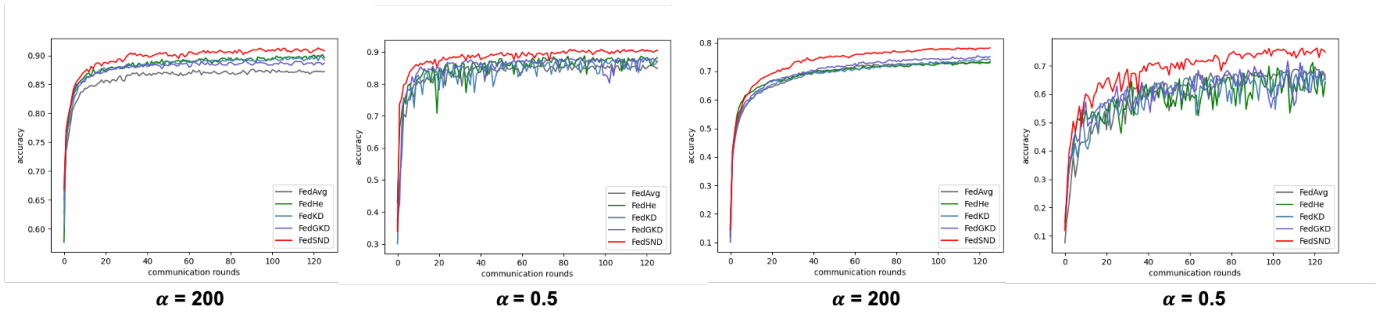 0.90
0.85
0.80
0.75
0.70
0.65
0.60
accuracy
0 20 40 60 80 100 120
communication rounds
FedAvg
FedHe
FedKD
FedGKD
FedSND
α = 200
0.9
0.8
0.7
0.6
0.5
0.4
0.3
accuracy
0 20 40 60 80 100 120
communication rounds
FedAvg
FedHe
FedKD
FedGKD
FedSND
α = 0.5
0.8
0.7
0.6
0.5
0.4
0.3
0.2
0.1
accuracy
0 20 40 60 80 100 120
communication rounds
FedAvg
FedHe
FedKD
FedGKD
FedSND
α = 200
0.7
0.6
0.5
0.4
0.3
0.2
0.1
accuracy
0 20 40 60 80 100 120
communication rounds
FedAvg
FedHe
FedKD
FedGKD
FedSND
α = 0.5